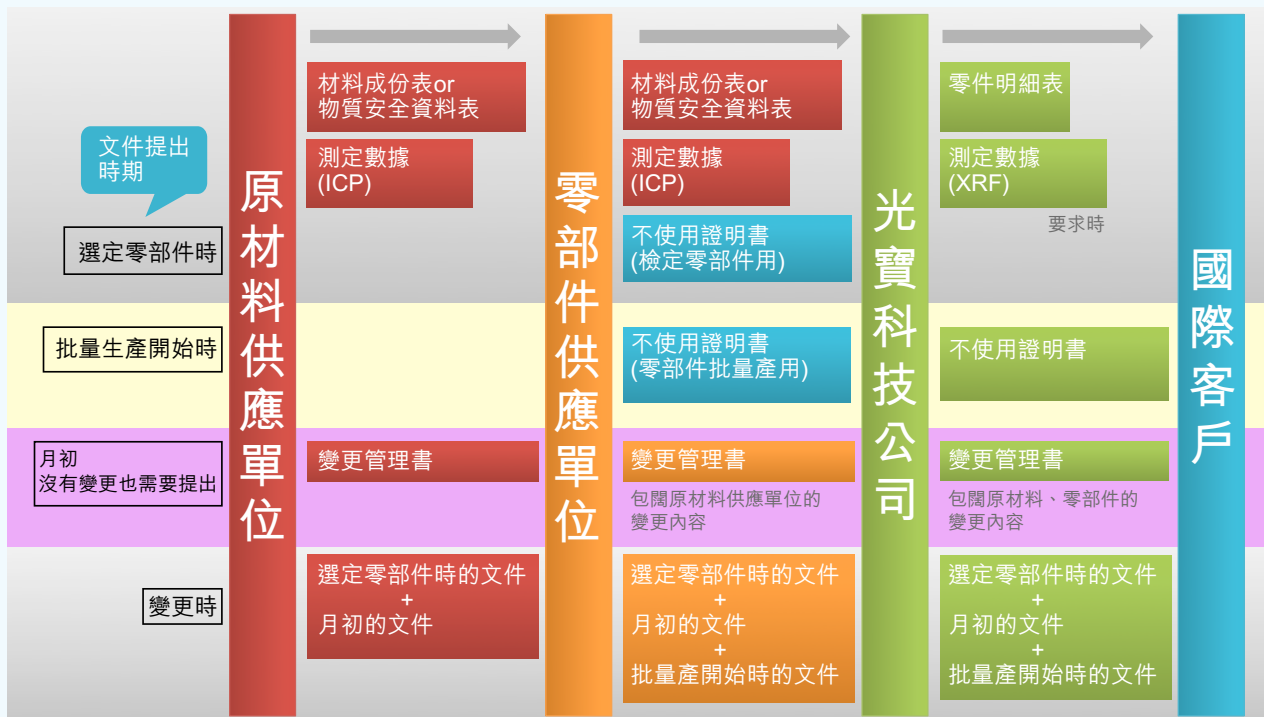 文件提出
時期
原材料供應單位
零部件供應單位
光寶科技公司
國際客戶
選定零部件時
材料成份表or
物質安全資料表
測定數據
(ICP)
材料成份表or
物質安全資料表
測定數據
(ICP)
不使用證明書
(檢定零部件用)
零件明細表
測定數據
(XRF)
要求時
批量生產開始時
不使用證明書
(零部件批量產用)
不使用證明書
月初
沒有變更也需要提出
變更管理書
變更管理書
包闊原材料供應單位的
變更內容
變更管理書
包闊原材料、零部件的
變更內容
變更時
選定零部件時的文件
+
月初的文件
選定零部件時的文件
+
月初的文件
+
批量產開始時的文件
選定零部件時的文件
+
月初的文件
+
批量產開始時的文件